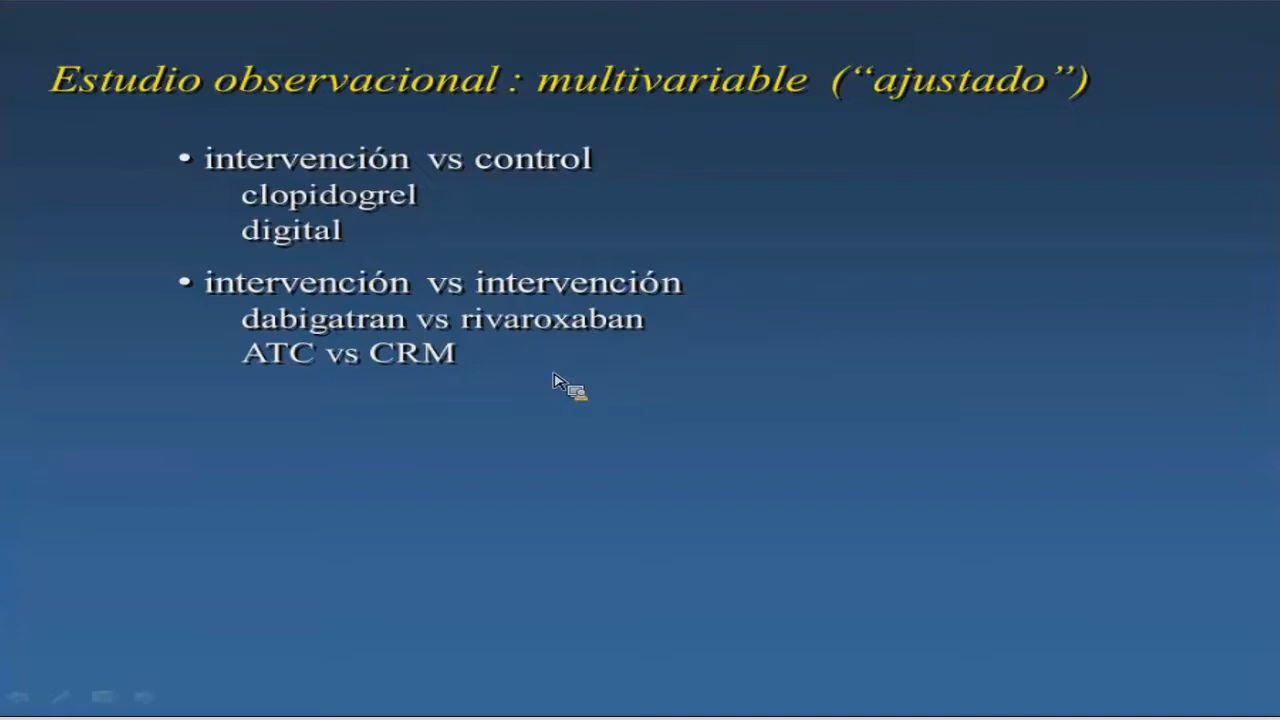 Estudio observacional : multivariable (“ajustado”)
• intervención vs control
clopidogrel
digital
• intervención vs intervención
dabigatran vs rivaroxaban
ATC vs CRM